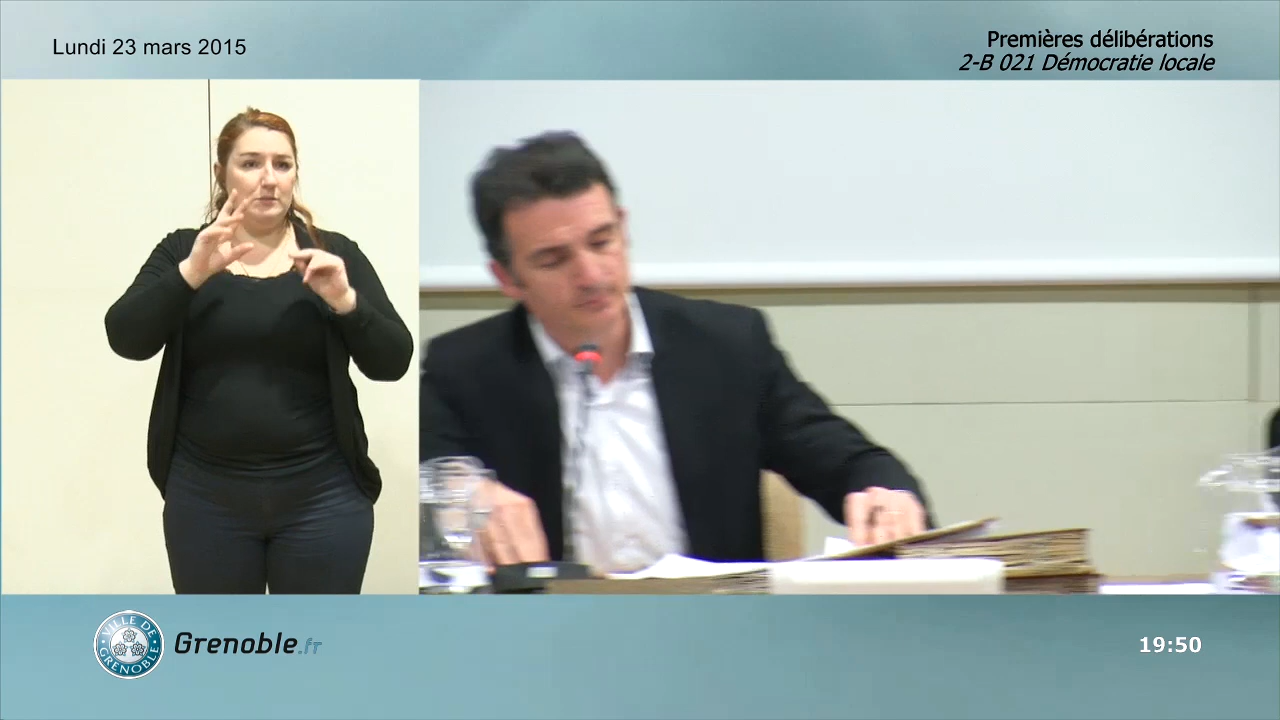 Lundi 23 mars 2015
Premières délibérations
2-B 021 Démocratie locale
VILLE DE GRENOBLE
Grenoble.fr
19:50